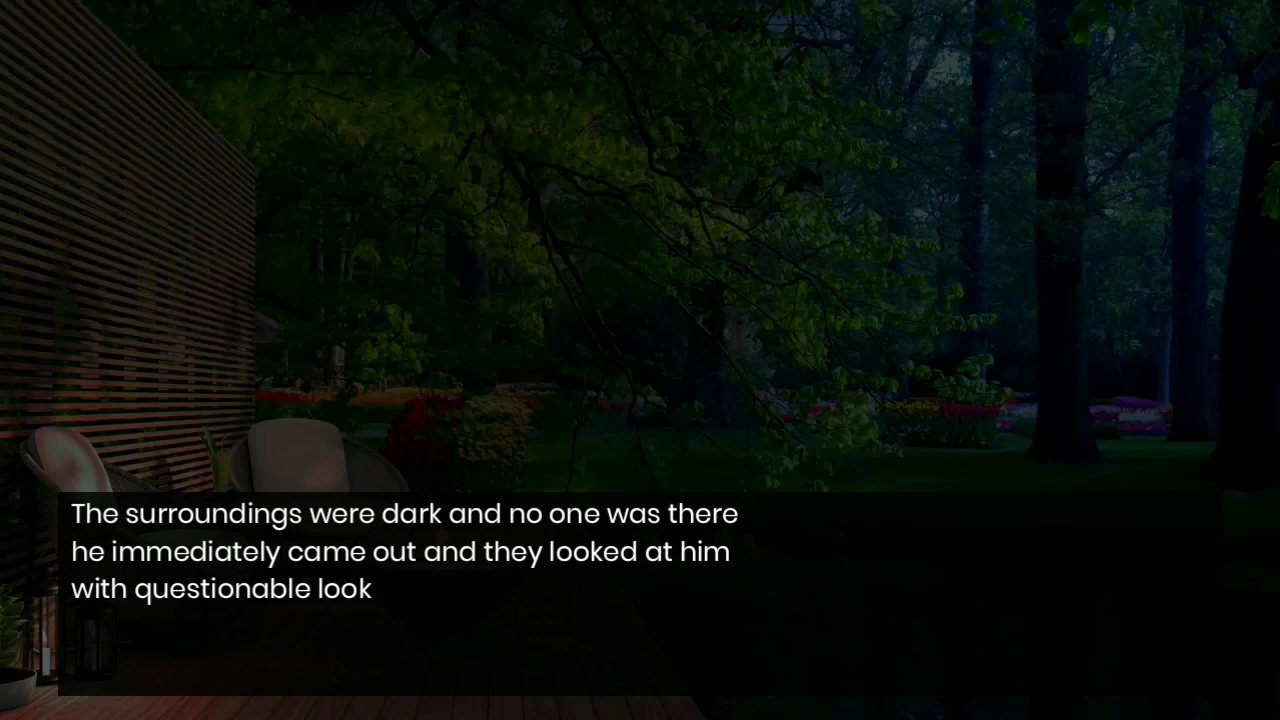 The surroundings were dark and no one was there
he immediately came out and they looked at him
with questionable look